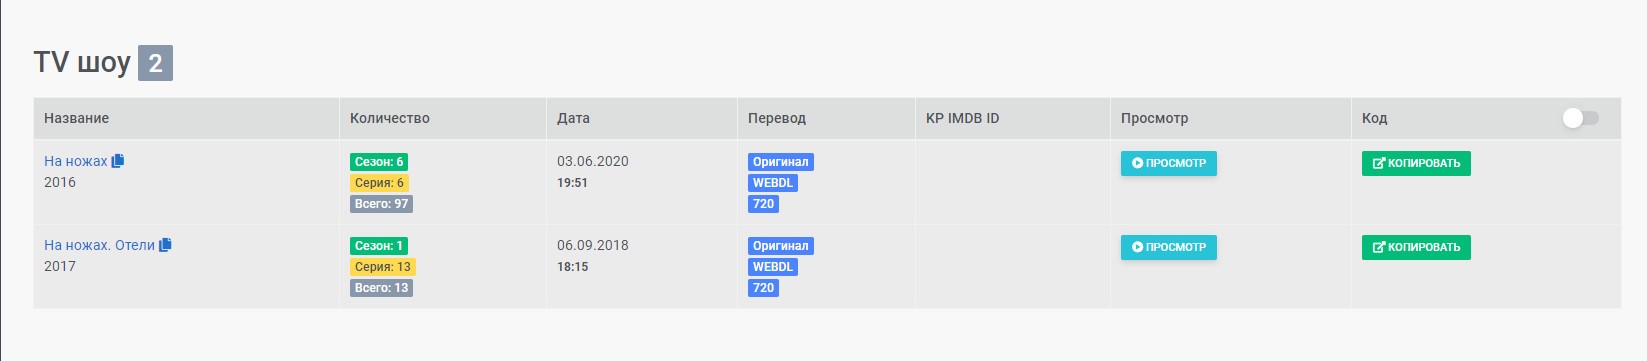 TV шоу 2
Название Количество Дата Перевод KP IMDB ID Просмотр Код
На ножах Сезон: 6 03.06.2020 Оригинал ПРОСМОТР КОПИРОВАТЬ
2016 Серия: 6 19:51 WEBDL
Всего: 97 720
На ножах. Отели Сезон: 1 06.09.2018 Оригинал ПРОСМОТР КОПИРОВАТЬ
2017 Серия: 13 18:15 WEBDL
Всего: 13 720